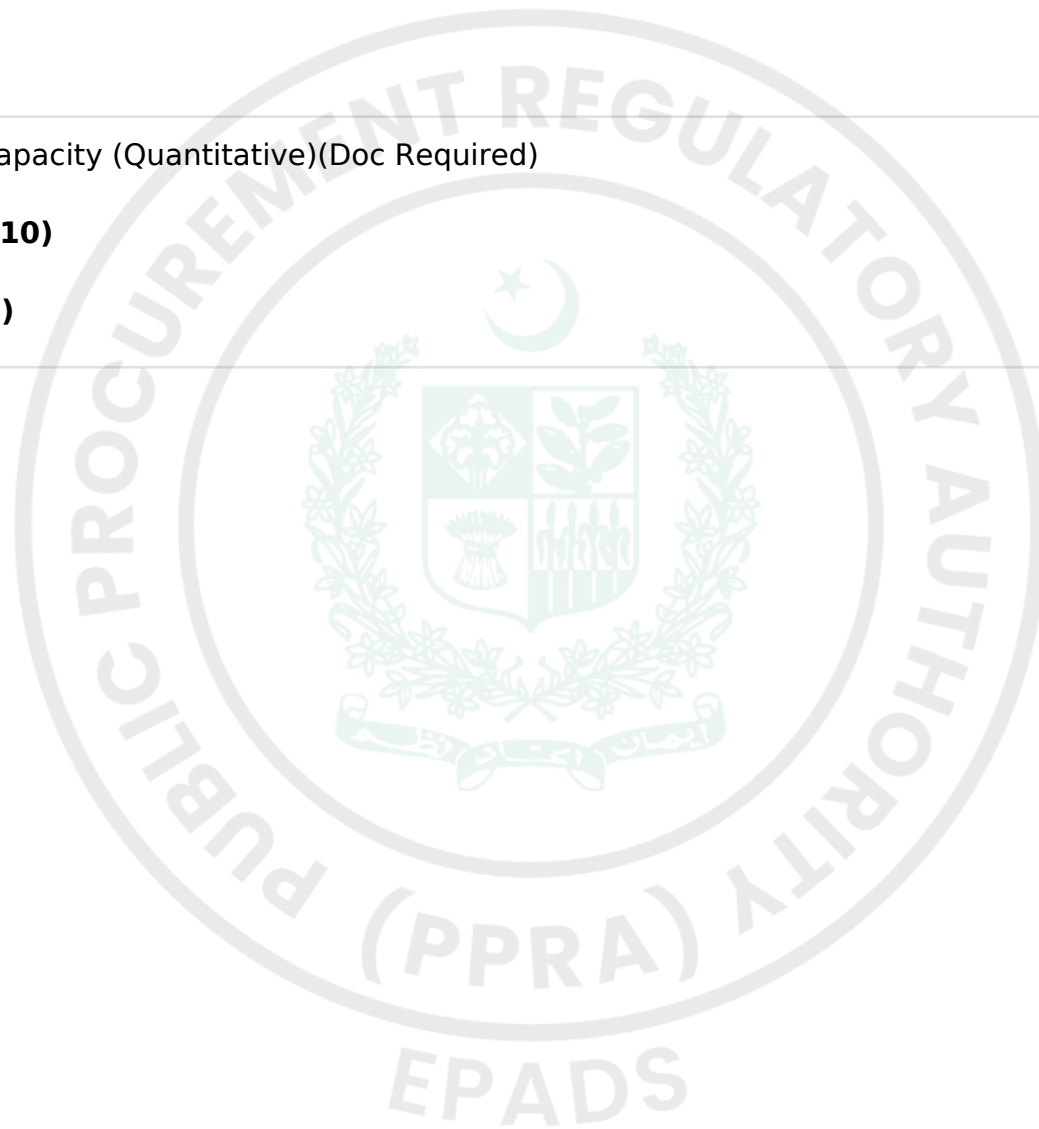 apacity (Quantitative)(Doc Required)
10)
)
PUBLIC PROCUREMENT REGULATORY AUTHORITY
(PPRA)
EPADS